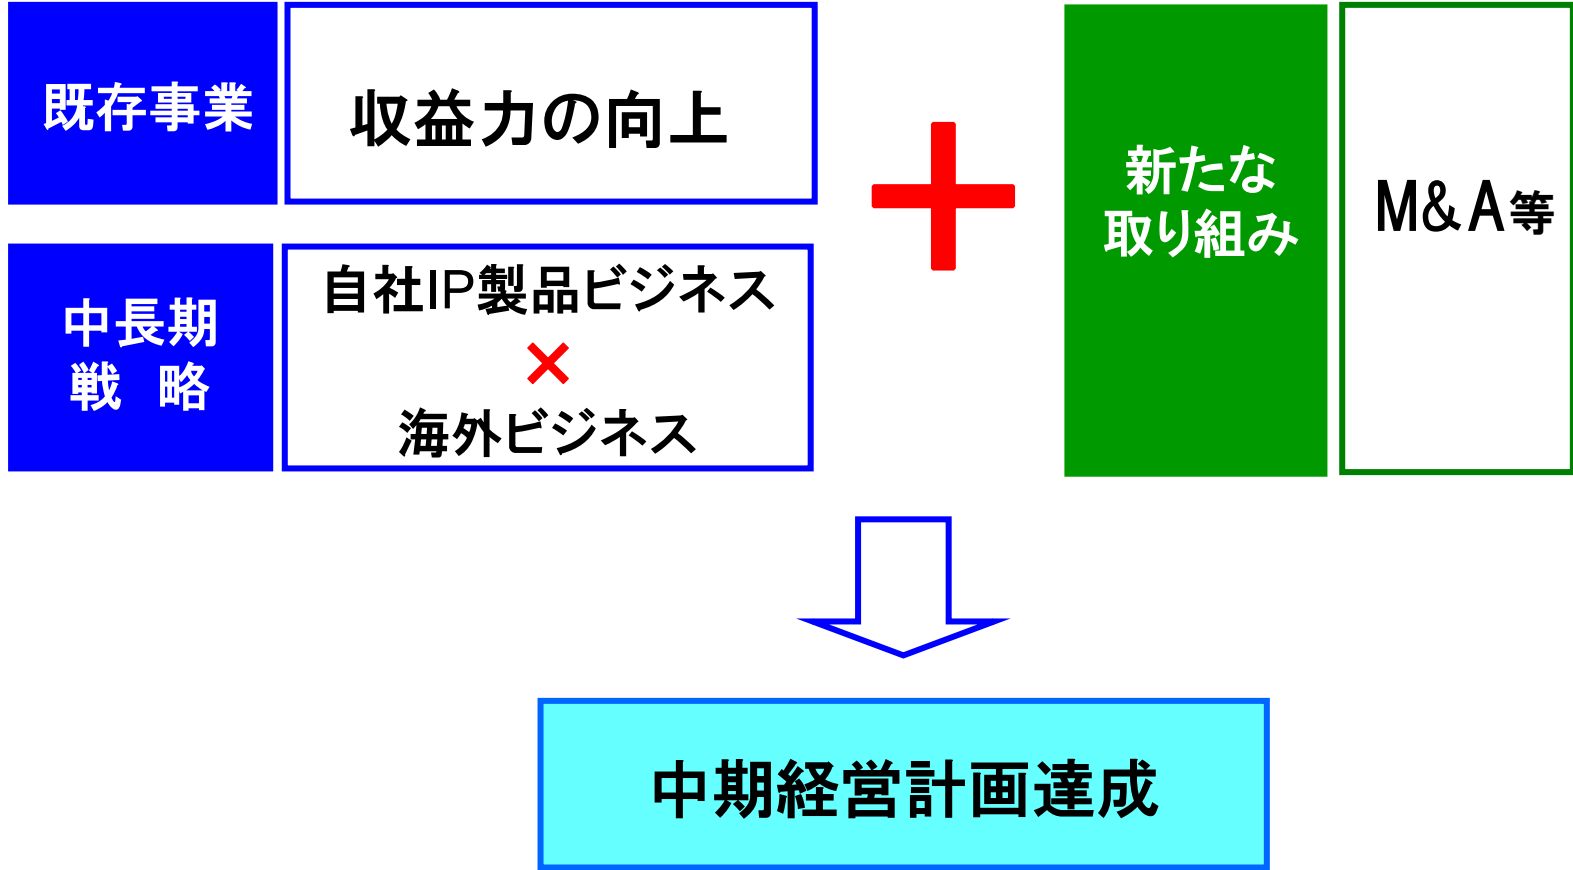 既存事業
収益力の向上
中長期
戦　略
自社IP製品ビジネス
×
海外ビジネス
+
新たな
取り組み
M&A等
中期経営計画達成